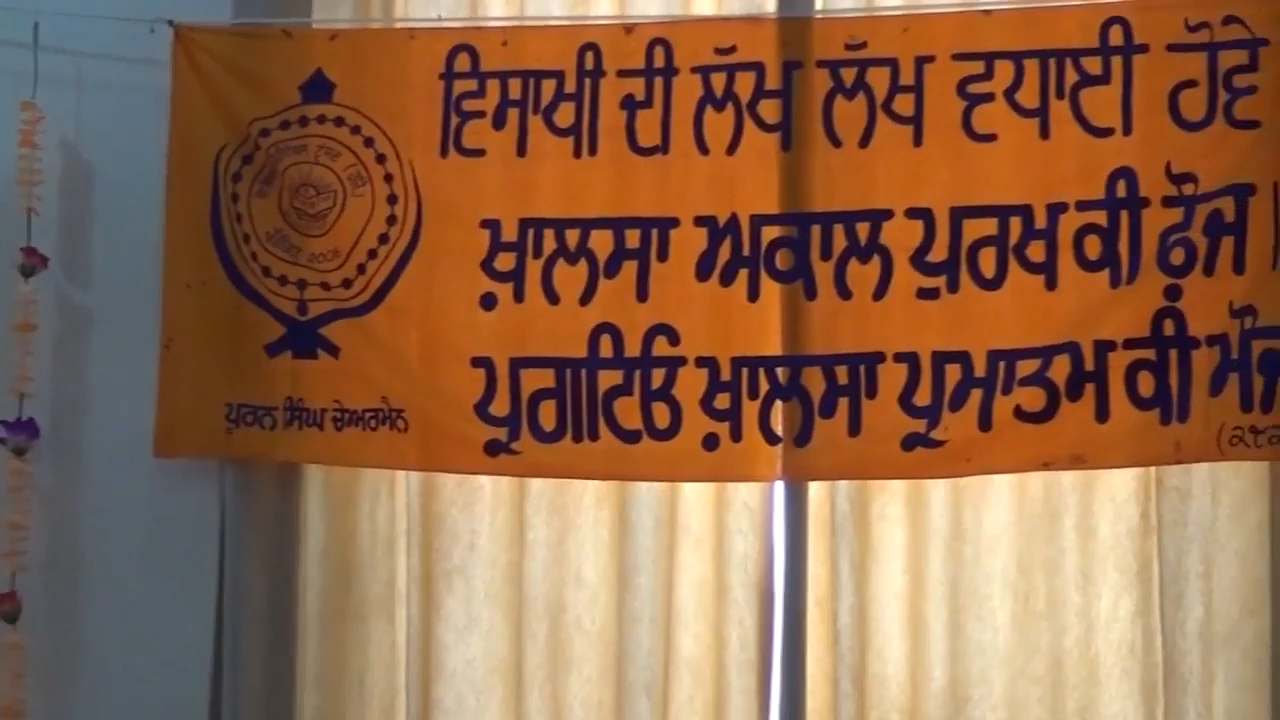 ਵਿਸਾਖੀ ਦੀ ਲੱਖ ਲੱਖ ਵਧਾਈ ਹੋਵੇ
ਖ਼ਾਲਸਾ ਅਕਾਲ ਪੁਰਖ ਕੀ ਫ਼ੌਜ ।
ਪ੍ਰਗਟਿਓ ਖ਼ਾਲਸਾ ਪ੍ਰਮਾਤਮ ਕੀ ਮੌਜ
ਪੂਰਨ ਸਿੰਘ ਚੇਅਰਮੈਨ